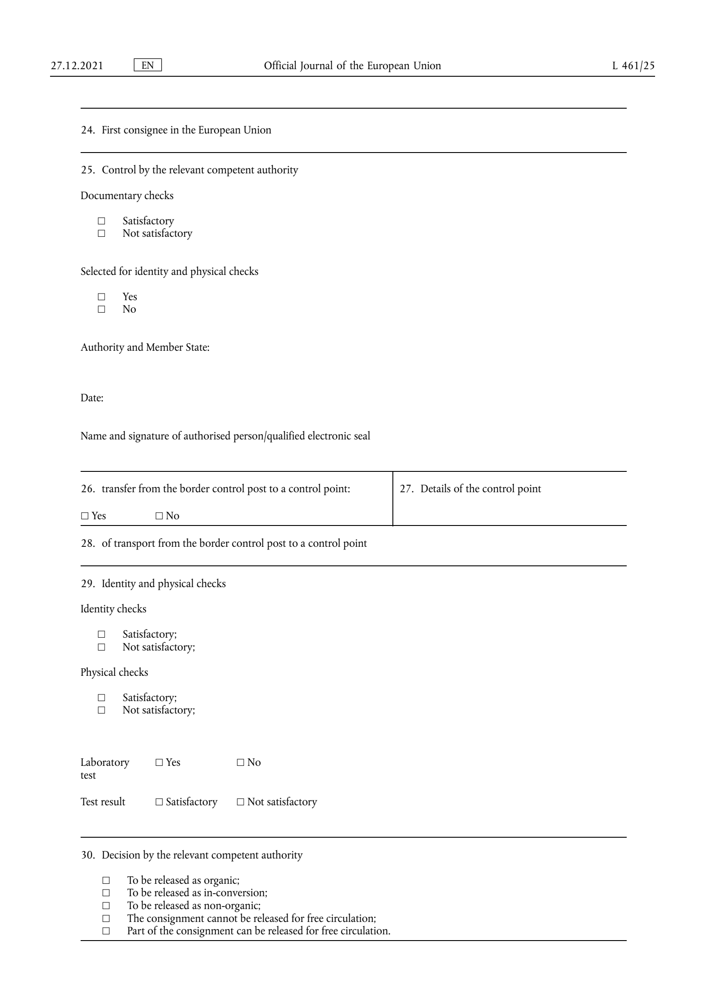 27.12.2021 EN Official Journal of the European Union L 461/25
24. First consignee in the European Union
25. Control by the relevant competent authority
Documentary checks
☐ Satisfactory
☐ Not satisfactory
Selected for identity and physical checks
☐ Yes
☐ No
Authority and Member State:
Date:
Name and signature of authorised person/qualified electronic seal
26. transfer from the border control post to a control point:
☐ Yes ☐ No
27. Details of the control point
28. of transport from the border control post to a control point
29. Identity and physical checks
Identity checks
☐ Satisfactory;
☐ Not satisfactory;
Physical checks
☐ Satisfactory;
☐ Not satisfactory;
Laboratory ☐ Yes ☐ No
test
Test result ☐ Satisfactory ☐ Not satisfactory
30. Decision by the relevant competent authority
☐ To be released as organic;
☐ To be released as in-conversion;
☐ To be released as non-organic;
☐ The consignment cannot be released for free circulation;
☐ Part of the consignment can be released for free circulation.